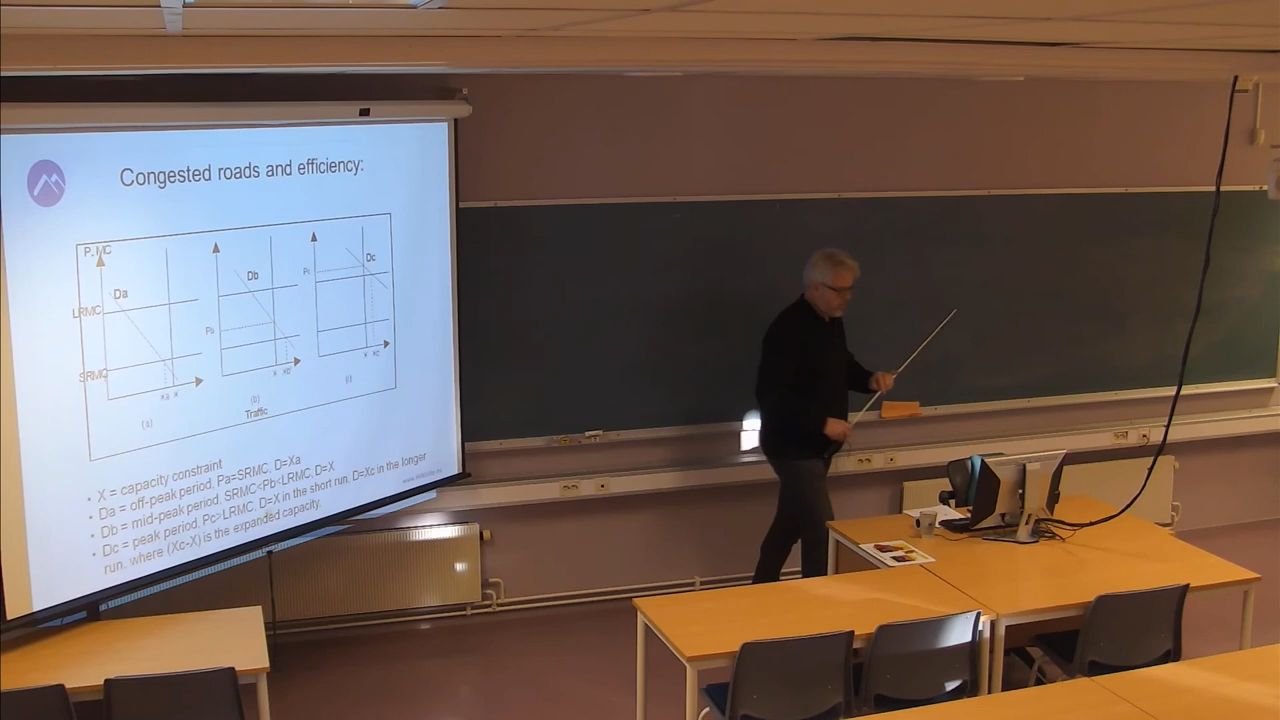 Congested roads and efficiency:
P, MC
Da
LRMC
SRMC
Xa X
(a)
Db
Pb
X Xb
(b)
Dc
Pc
X Xc
(c)
Traffic
• X = capacity constraint
• Da = off-peak period, Pa=SRMC, D=Xa
• Db = mid-peak period, SRMC<Pb<LRMC, D=X
• Dc = peak period, Pc>LRMC, D=X in the short run, D=Xc in the longer
run, where (Xc-X) is the expanded capacity.